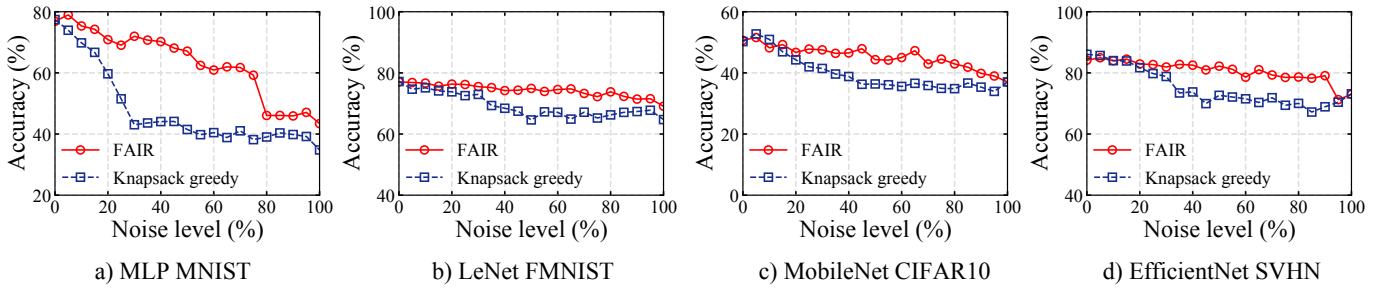 Accuracy (%)
80
60
40
20
FAIR
Knapsack greedy
0 20 40 60 80 100
Noise level (%)
a) MLP MNIST
Accuracy (%)
100
80
60
40
FAIR
Knapsack greedy
0 20 40 60 80 100
Noise level (%)
b) LeNet FMNIST
Accuracy (%)
60
40
20
0
FAIR
Knapsack greedy
0 20 40 60 80 100
Noise level (%)
c) MobileNet CIFAR10
Accuracy (%)
100
80
60
40
FAIR
Knapsack greedy
0 20 40 60 80 100
Noise level (%)
d) EfficientNet SVHN